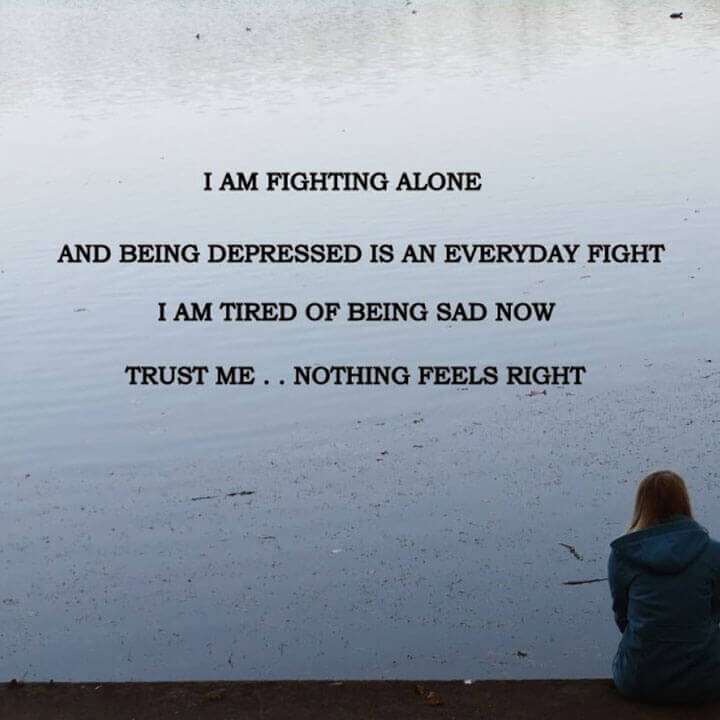 I AM FIGHTING ALONE
AND BEING DEPRESSED IS AN EVERYDAY FIGHT
I AM TIRED OF BEING SAD NOW
TRUST ME . . NOTHING FEELS RIGHT